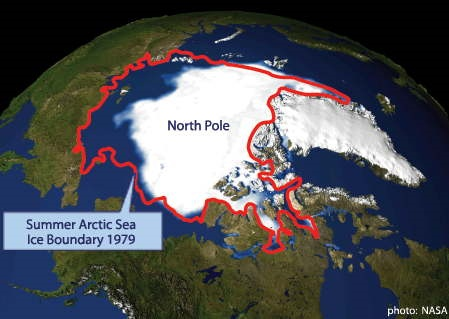 North Pole
Summer Arctic Sea
Ice Boundary 1979
photo: NASA